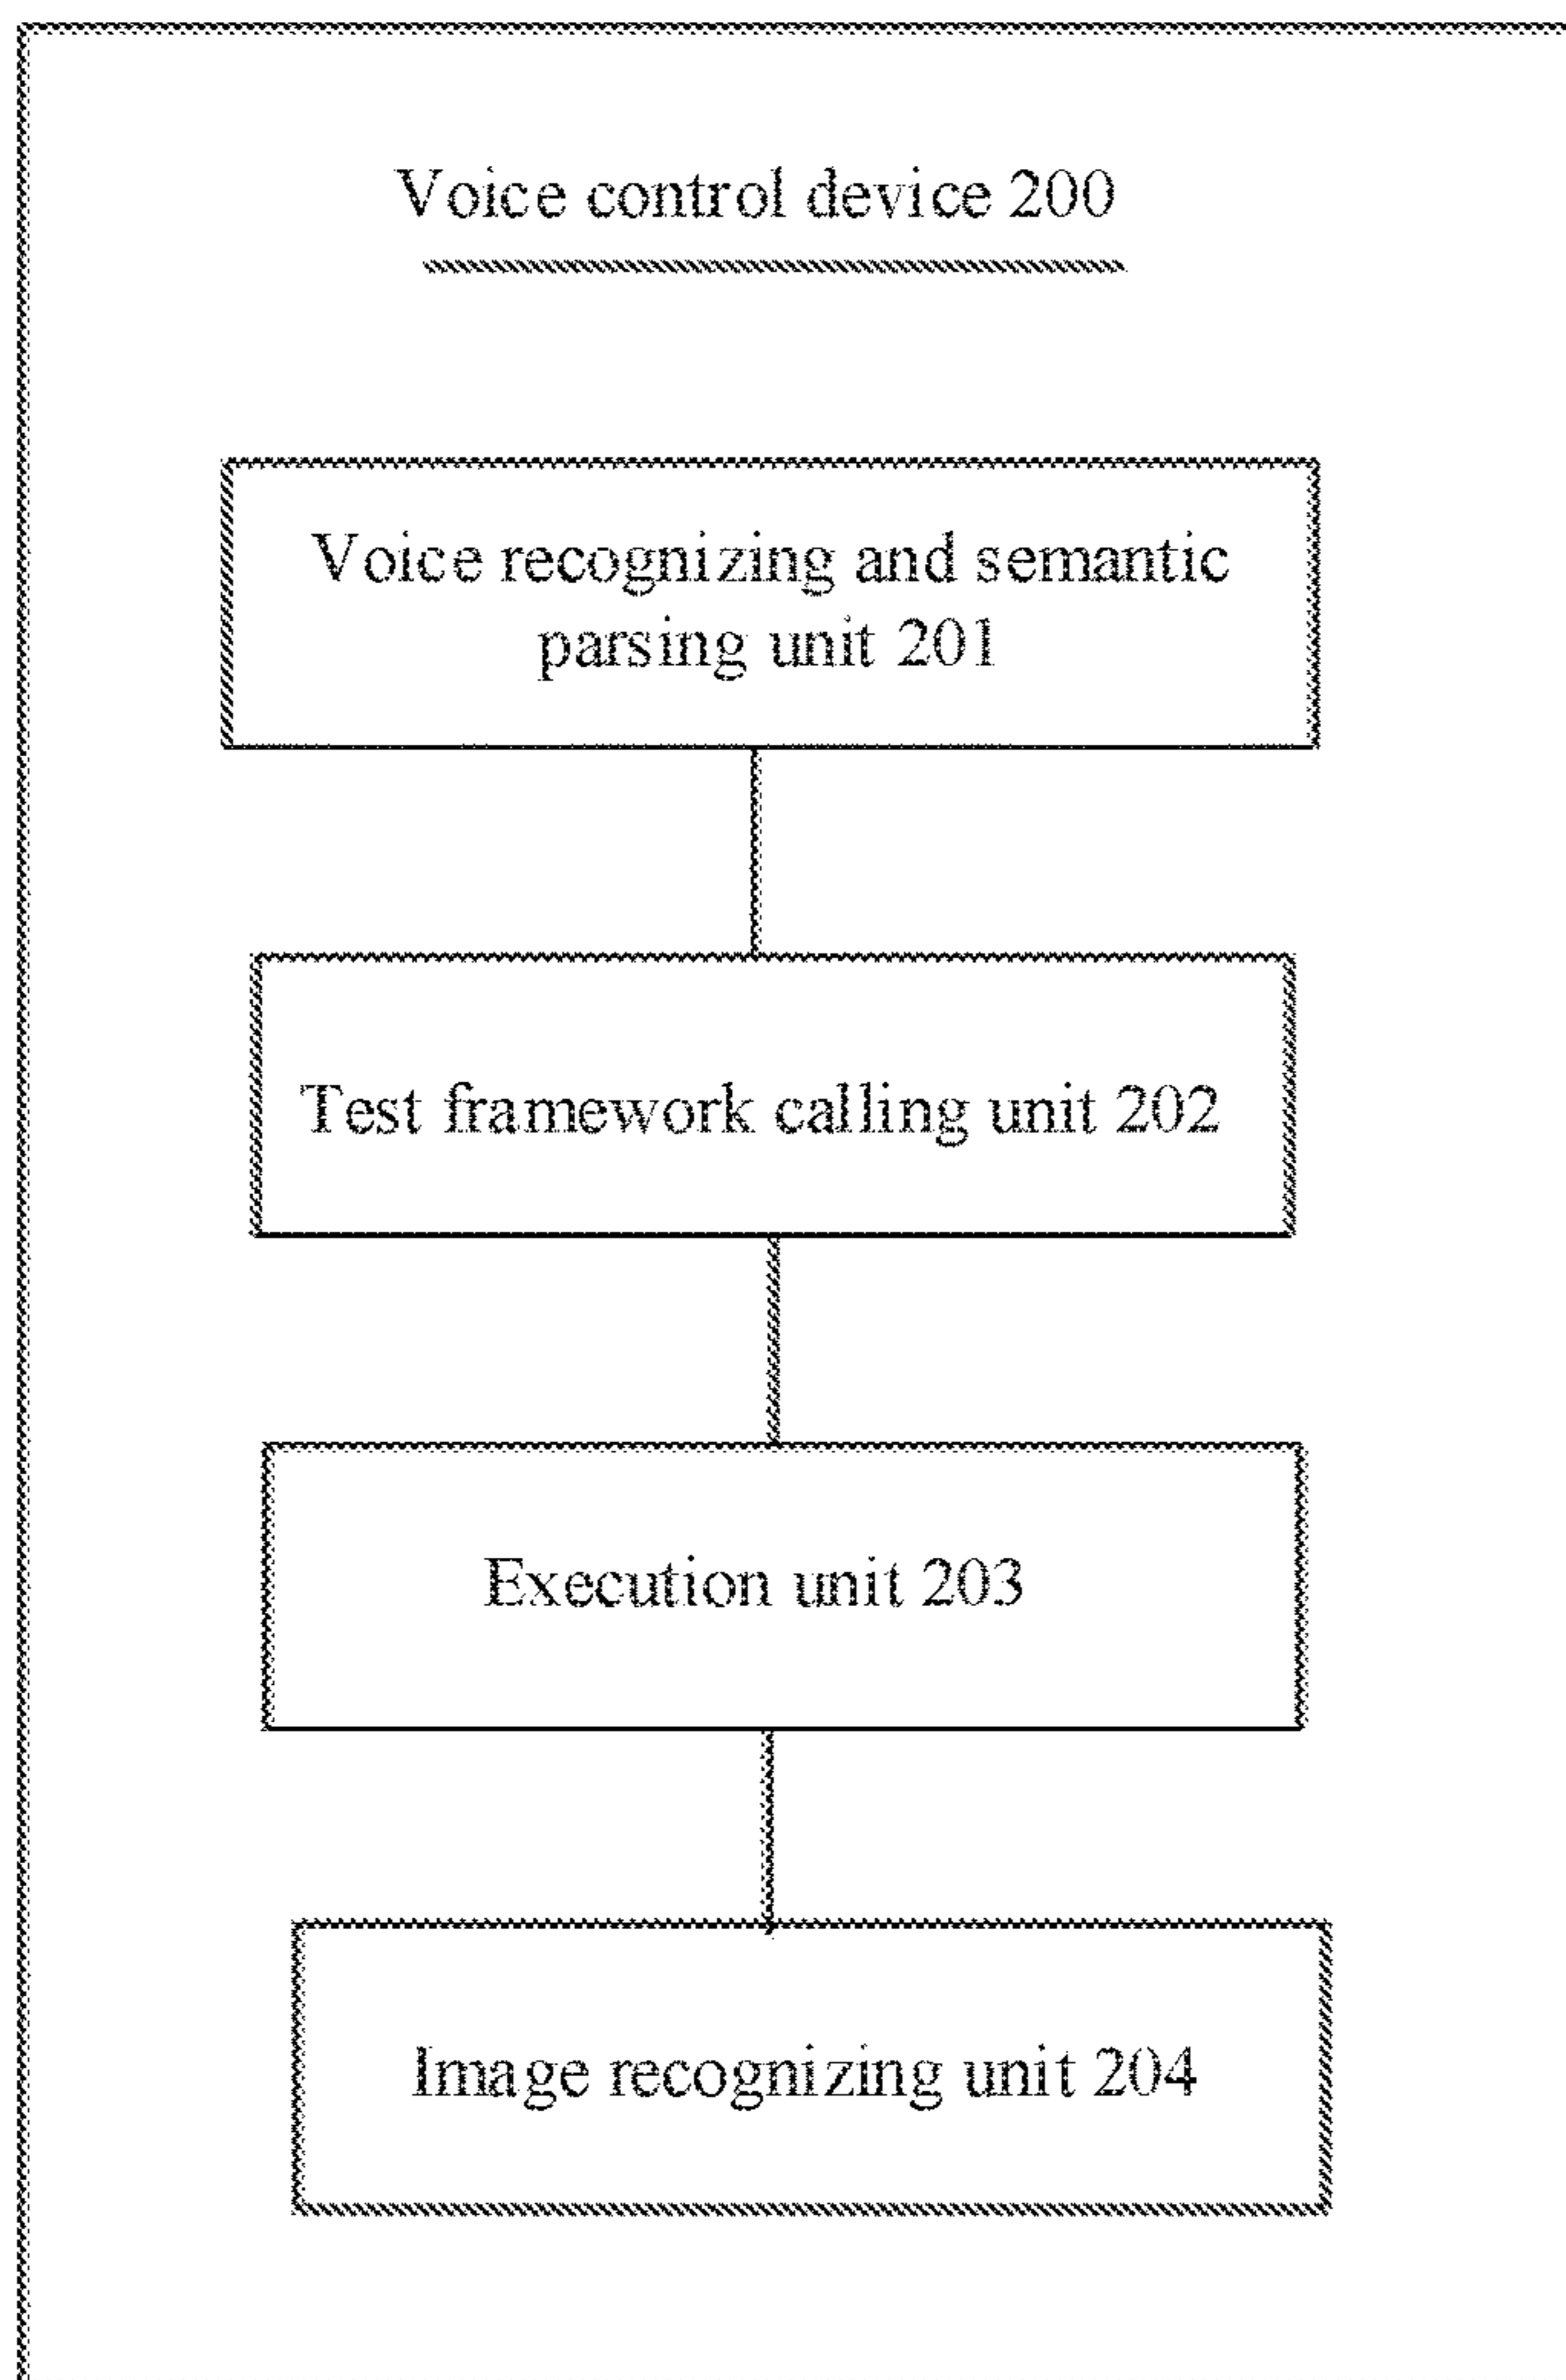 Voice control device 200
Voice recognizing and semantic
parsing unit 201
Test framework calling unit 202
Execution unit 203
Image recognizing unit 204